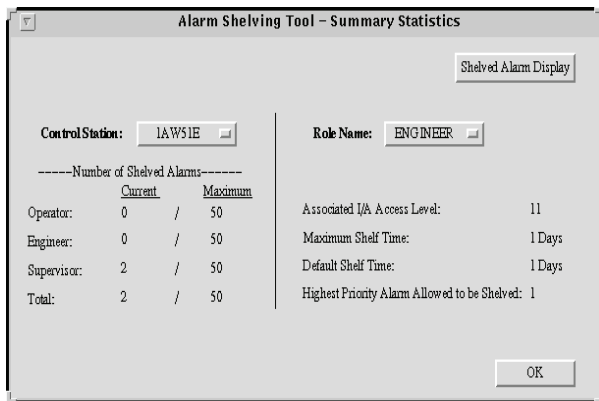 Alarm Shelving Tool – Summary Statistics
Shelved Alarm Display
Control Station: 1AW51E
-----Number of Shelved Alarms------
Current Maximum
Operator: 0 / 50
Engineer: 0 / 50
Supervisor: 2 / 50
Total: 2 / 50
Role Name: ENGINEER
Associated I/A Access Level: 11
Maximum Shelf Time: 1 Days
Default Shelf Time: 1 Days
Highest Priority Alarm Allowed to be Shelved: 1
OK